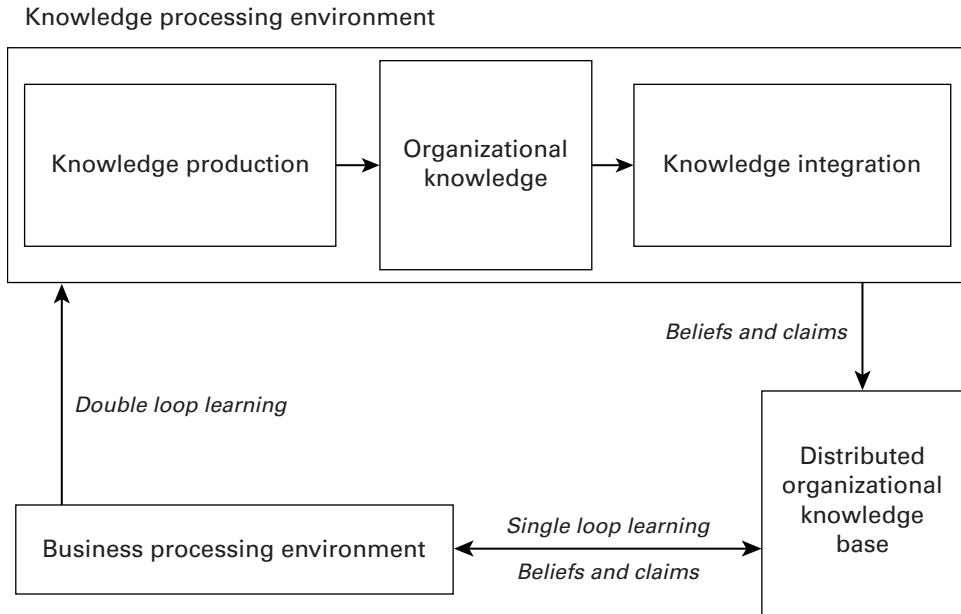 Knowledge processing environment
Knowledge production
Organizational
knowledge
Knowledge integration
Beliefs and claims
Double loop learning
Distributed
organizational
knowledge
base
Business processing environment
Single loop learning
Beliefs and claims